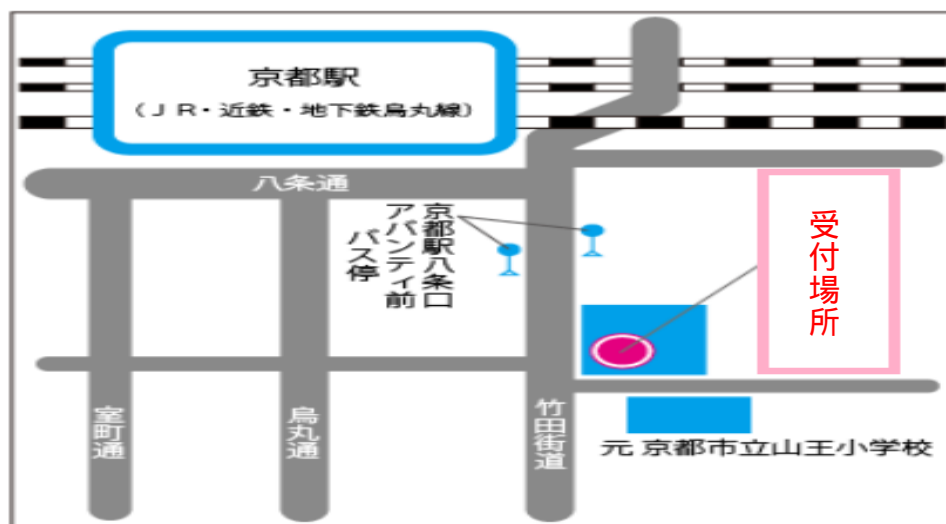 京都駅
(JR・近鉄・地下鉄烏丸線)
八条通
京都駅八条口
アバンティ前
バス停
受付場所
室町通
烏丸通
竹田街道
元 京都市立山王小学校